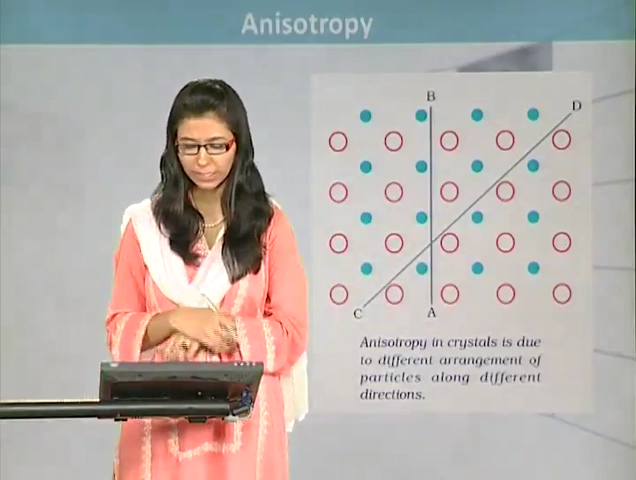 Anisotropy
B
D
C
A
Anisotropy in crystals is due
to different arrangement of
particles along different
directions.